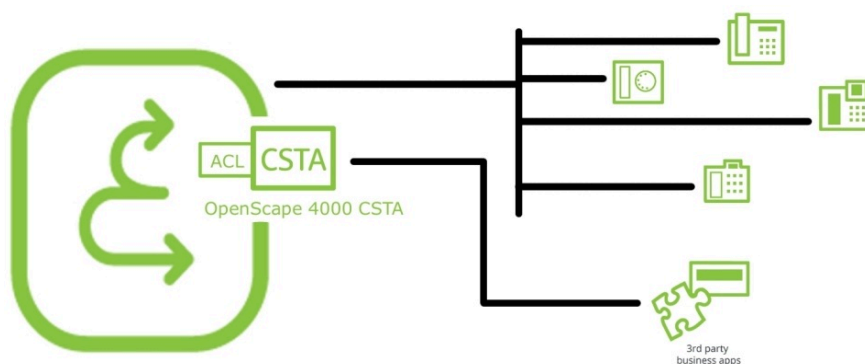 ACL
CSTA
OpenScape 4000 CSTA
3rd party
business apps